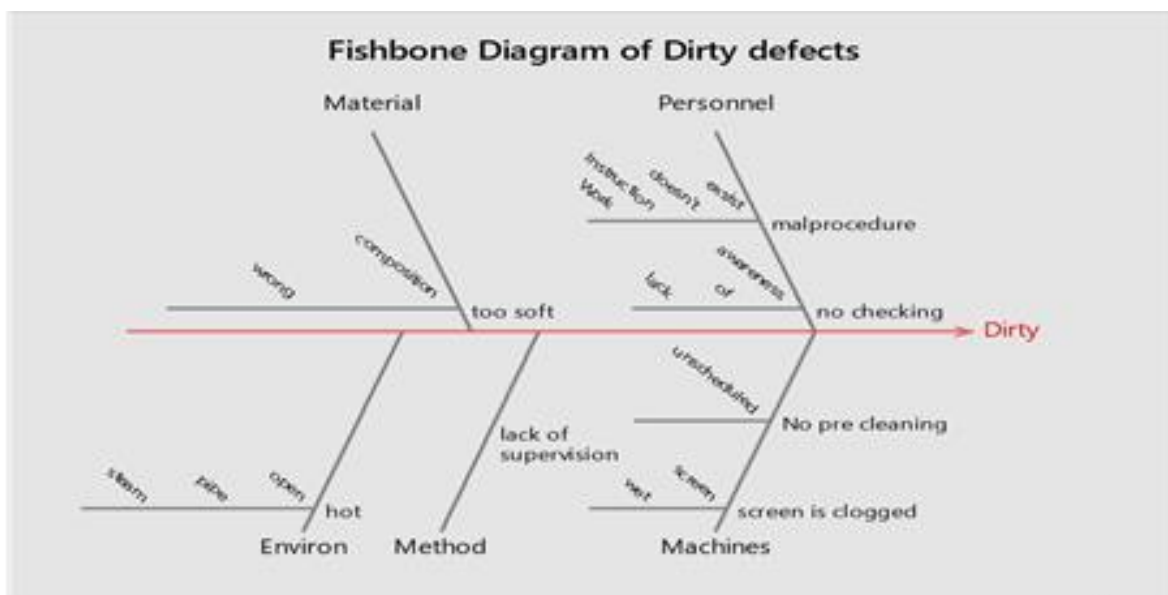 Fishbone Diagram of Dirty defects
Material
Personnel
Work Instruction doesn't exsist
malprocedure
wrong composition
too soft
lack of awareness
no checking
Dirty
unscheduled
No pre cleaning
lack of
supervision
steam pipe open
hot
wet screen
screen is clogged
Environ
Method
Machines